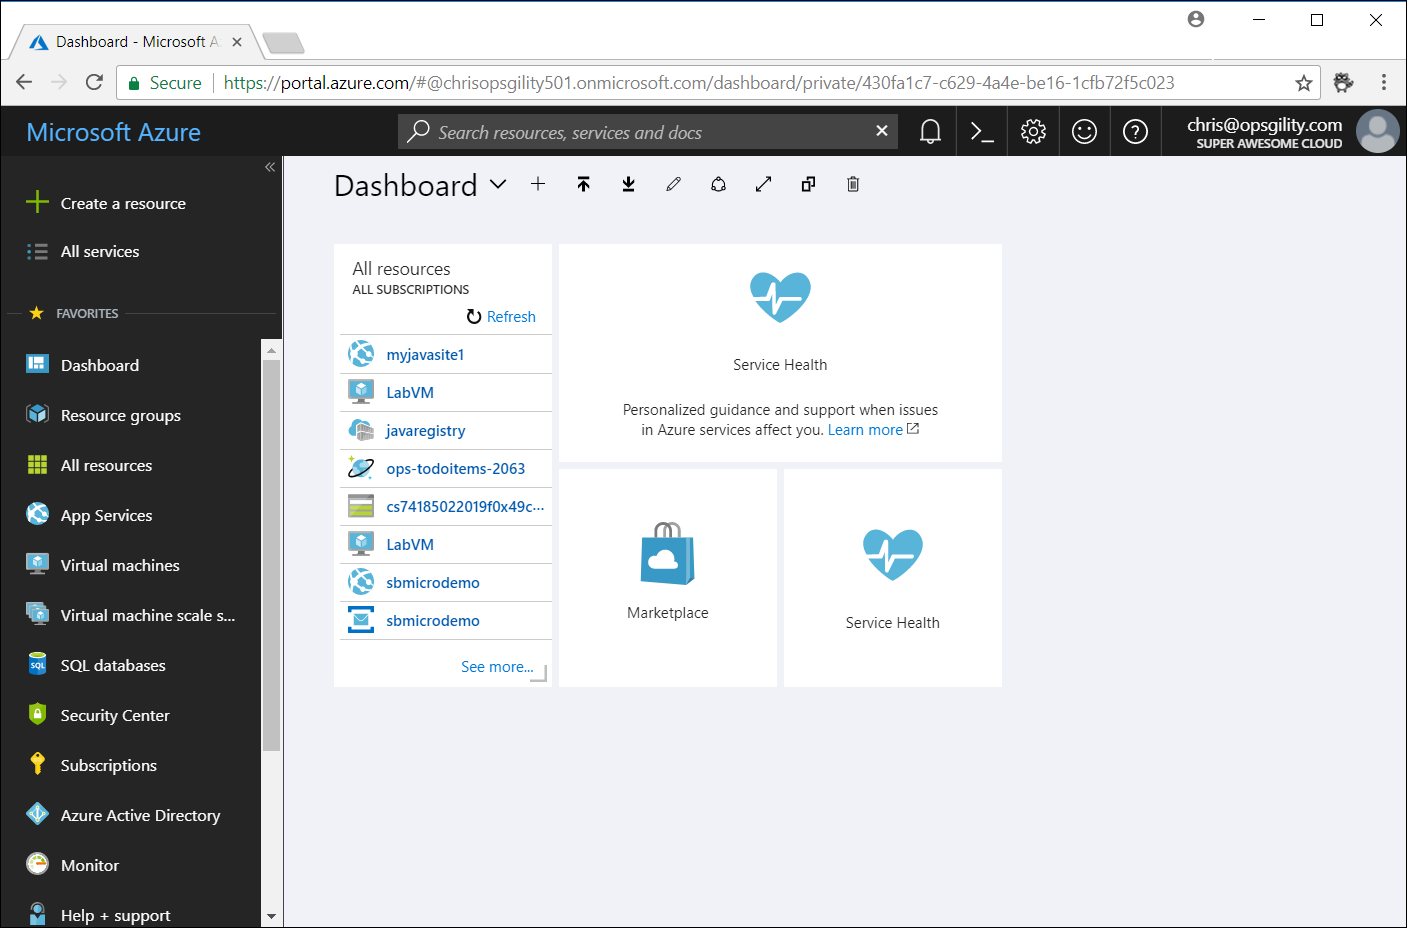 Dashboard - Microsoft A
Secure
https://portal.azure.com/#@chrisopsgility501.onmicrosoft.com/dashboard/private/430fa1c7-c629-4a4e-be16-1cfb72f5c023
Microsoft Azure
Search resources, services and docs
chris@opsgility.com
SUPER AWESOME CLOUD
Create a resource
All services
FAVORITES
Dashboard
Resource groups
All resources
App Services
Virtual machines
Virtual machine scale s...
SQL databases
Security Center
Subscriptions
Azure Active Directory
Monitor
Help + support
Dashboard
All resources
ALL SUBSCRIPTIONS
Refresh
myjavasite1
LabVM
javaregistry
ops-todoitems-2063
cs74185022019f0x49c...
LabVM
sbmicrodemo
sbmicrodemo
See more...
Service Health
Personalized guidance and support when issues
in Azure services affect you. Learn more
Marketplace
Service Health